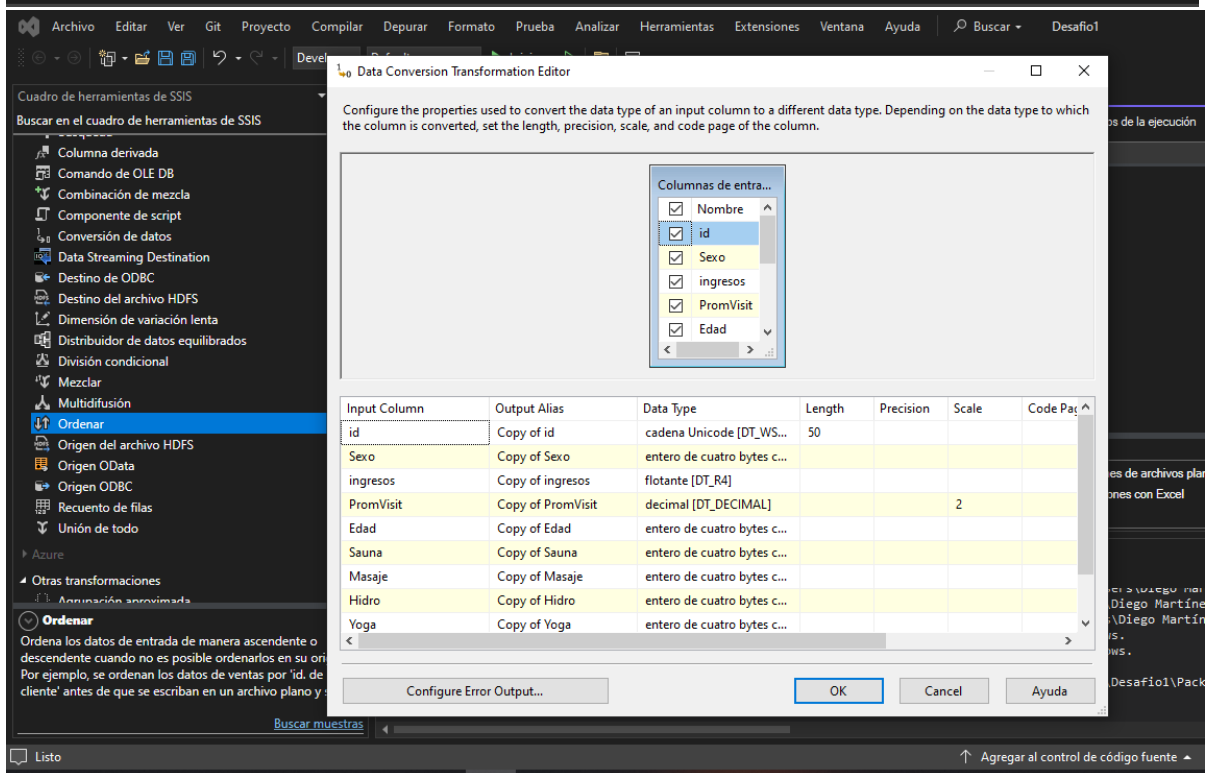 Archivo Editar Ver Git Proyecto Compilar Depurar Formato Prueba Analizar Herramientas Extensiones Ventana Ayuda Buscar Desafio1
Devel
Cuadro de herramientas de SSIS
Buscar en el cuadro de herramientas de SSIS
Columna derivada
Comando de OLE DB
Combinación de mezcla
Componente de script
Conversión de datos
Data Streaming Destination
Destino de ODBC
Destino del archivo HDFS
Dimensión de variación lenta
Distribuidor de datos equilibrados
División condicional
Mezclar
Multidifusión
Ordenar
Origen del archivo HDFS
Origen OData
Origen ODBC
Recuento de filas
Unión de todo
Azure
Otras transformaciones
Agrupación aproximada
Ordenar
Ordena los datos de entrada de manera ascendente o
descendente cuando no es posible ordenarlos en su ori
Por ejemplo, se ordenan los datos de ventas por 'id. de
cliente' antes de que se escriban en un archivo plano y s
Buscar muestras
Data Conversion Transformation Editor
Configure the properties used to convert the data type of an input column to a different data type. Depending on the data type to which
the column is converted, set the length, precision, scale, and code page of the column.
Columnas de entra...
Nombre
id
Sexo
ingresos
PromVisit
Edad
Input Column Output Alias Data Type Length Precision Scale Code Pag
id Copy of id cadena Unicode [DT_WS... 50
Sexo Copy of Sexo entero de cuatro bytes c...
ingresos Copy of ingresos flotante [DT_R4]
PromVisit Copy of PromVisit decimal [DT_DECIMAL] 2
Edad Copy of Edad entero de cuatro bytes c...
Sauna Copy of Sauna entero de cuatro bytes c...
Masaje Copy of Masaje entero de cuatro bytes c...
Hidro Copy of Hidro entero de cuatro bytes c...
Yoga Copy of Yoga entero de cuatro bytes c...
Configure Error Output... OK Cancel Ayuda
os de la ejecución
es de archivos plan
ones con Excel
\Diego Martíne
\Diego Martín
ws.
\Desafio1\Pack
Listo
Agregar al control de código fuente